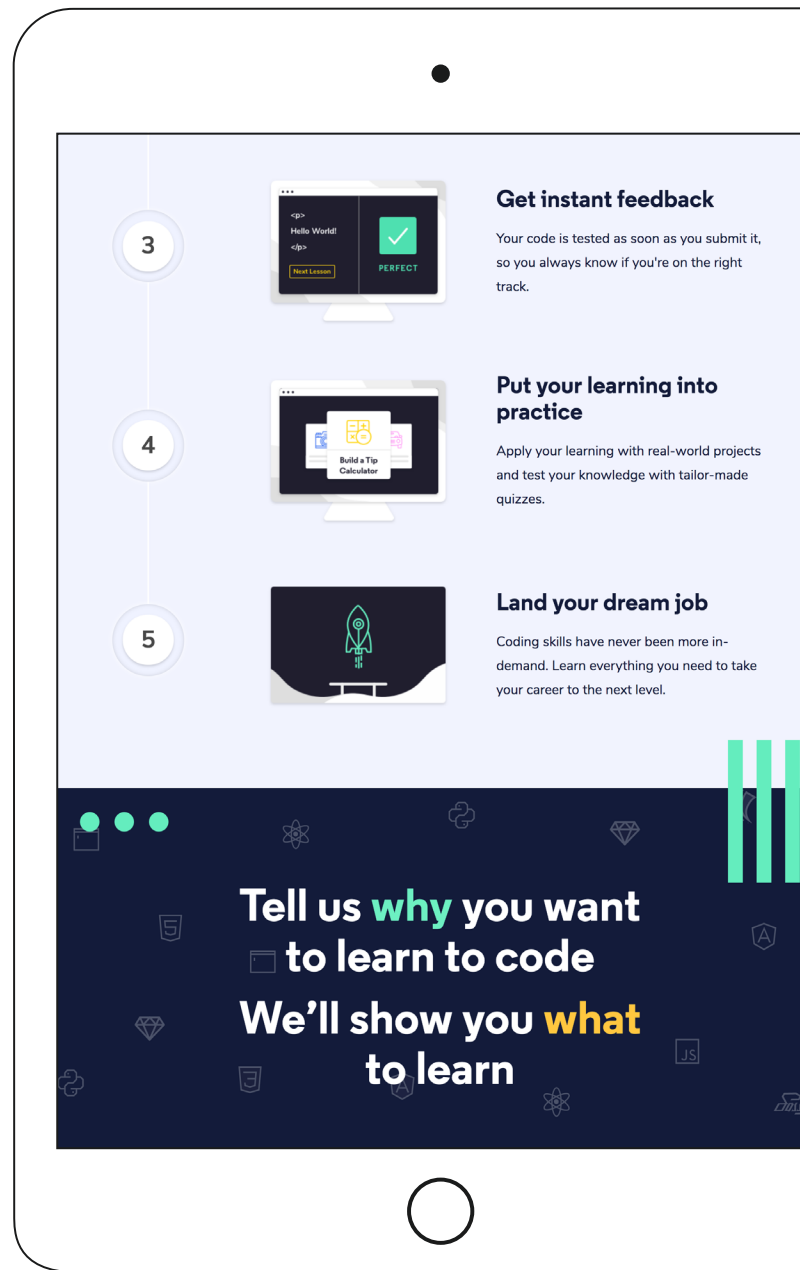 3
<p>
Hello World!
</p>
Next Lesson
PERFECT
Get instant feedback
Your code is tested as soon as you submit it,
so you always know if you're on the right
track.
4
Build a Tip
Calculator
Put your learning into
practice
Apply your learning with real-world projects
and test your knowledge with tailor-made
quizzes.
5
Land your dream job
Coding skills have never been more in-
demand. Learn everything you need to take
your career to the next level.
Tell us why you want
to learn to code
We’ll show you what
to learn
5
A
JS
3
A